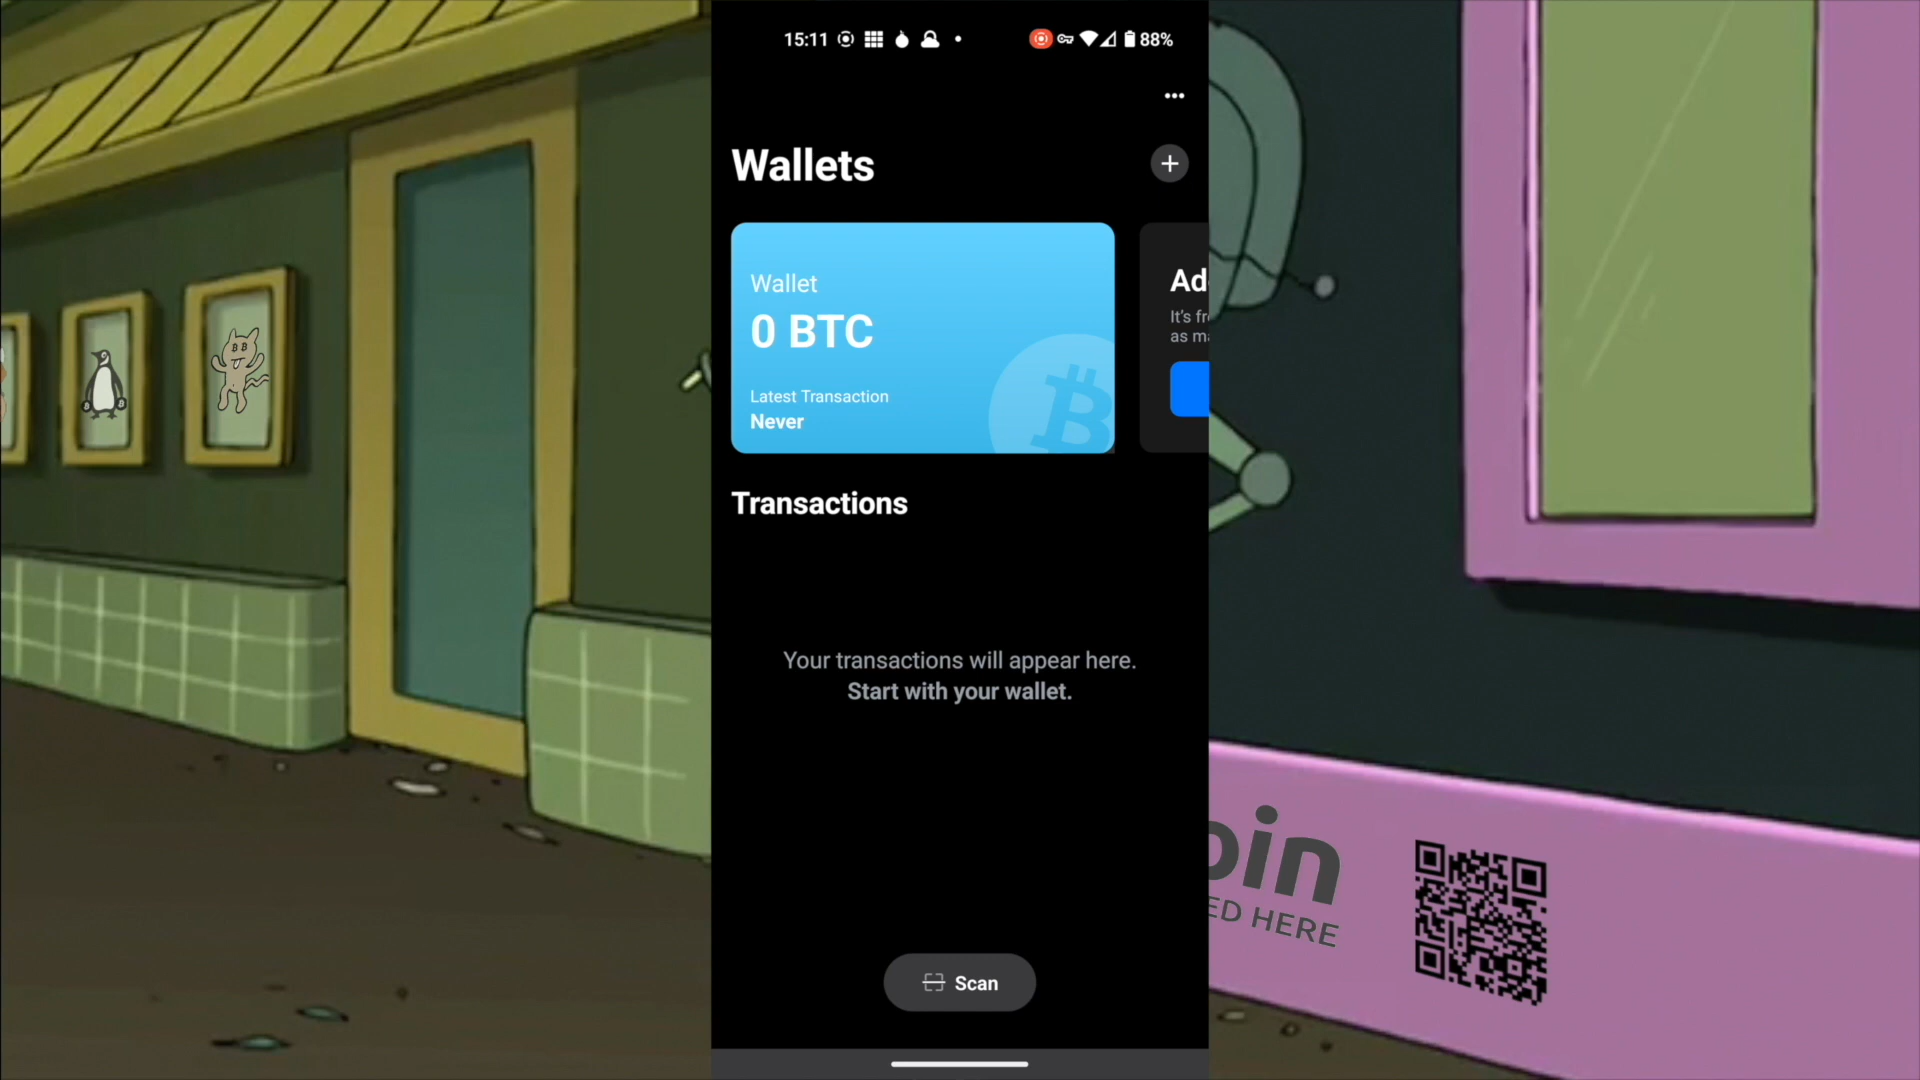 15:11
88%
Wallets
Wallet
0 BTC
Latest Transaction
Never
Ad
It's fr
as m
Transactions
Your transactions will appear here.
Start with your wallet.
oin
ED HERE
Scan